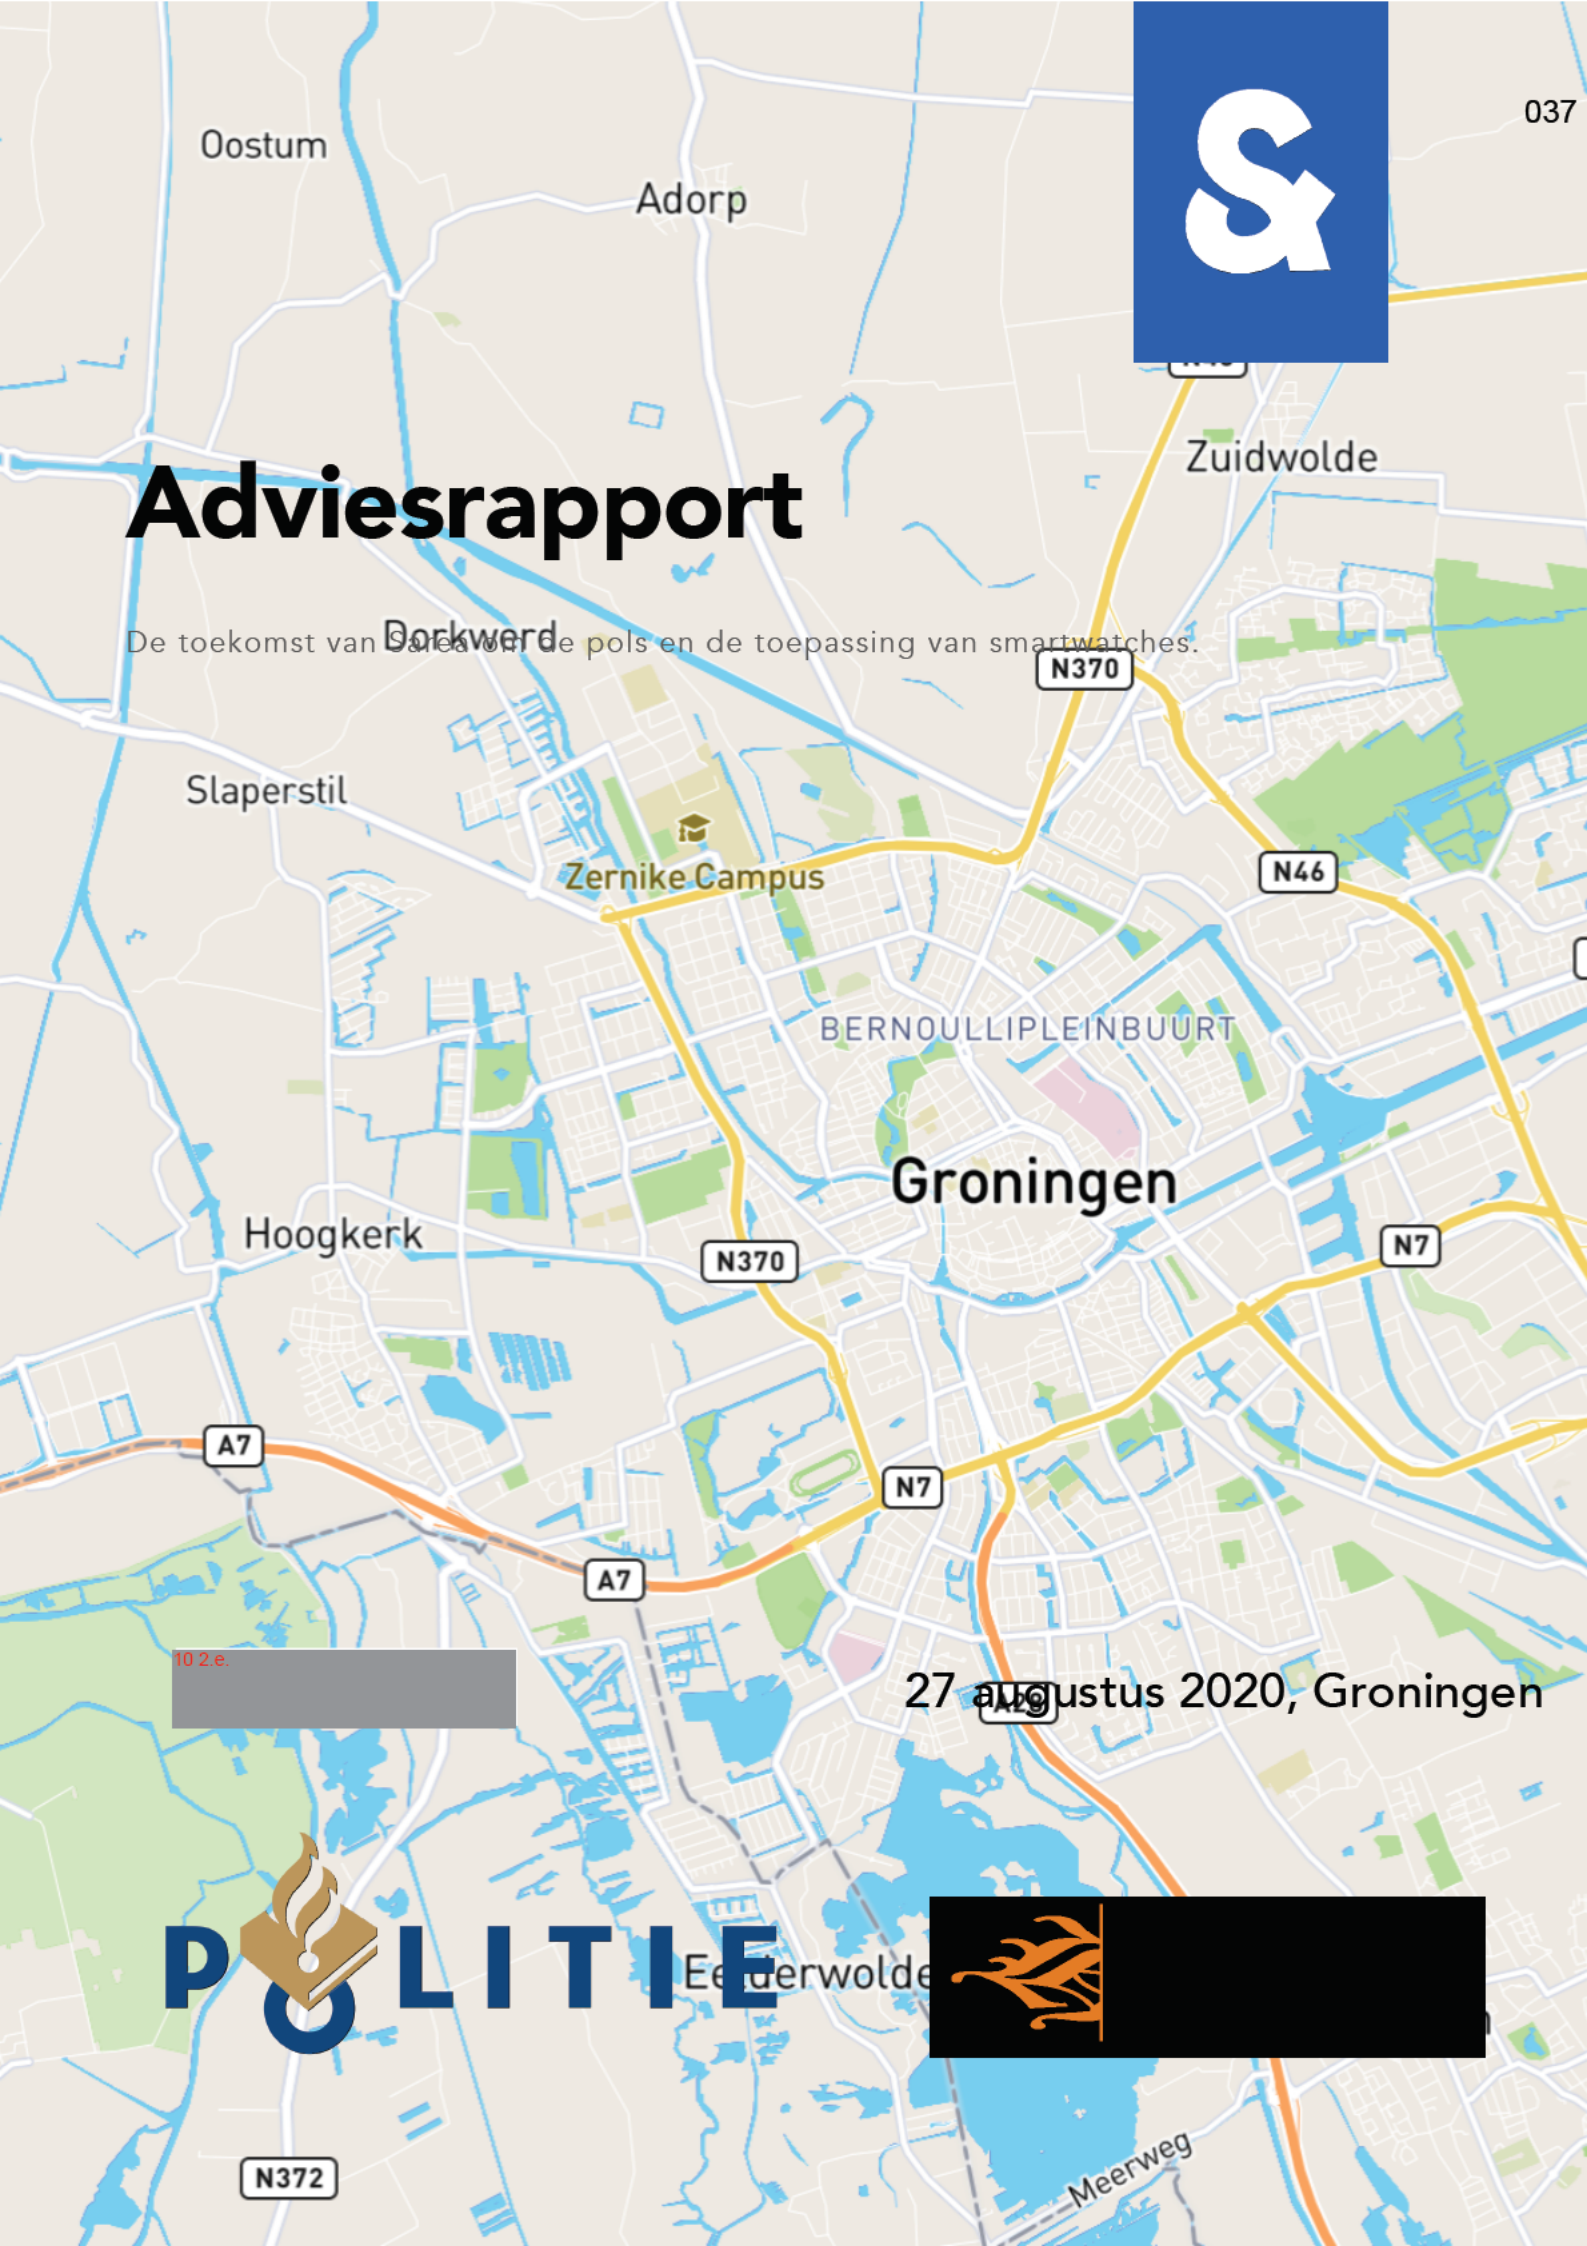 037
Oostum
Adorp
Zuidwolde
Adviesrapport
Dorkwerd
De toekomst van Sarea om de pols en de toepassing van smartwatches.
N370
Slaperstil
Zernike Campus
N46
BERNOULLIPLEINBUURT
Groningen
Hoogkerk
N370
N7
A7
N7
A7
10 2.e.
27 augustus 2020, Groningen
A28
POLITIE
Eelderwolde
N372
Meerweg